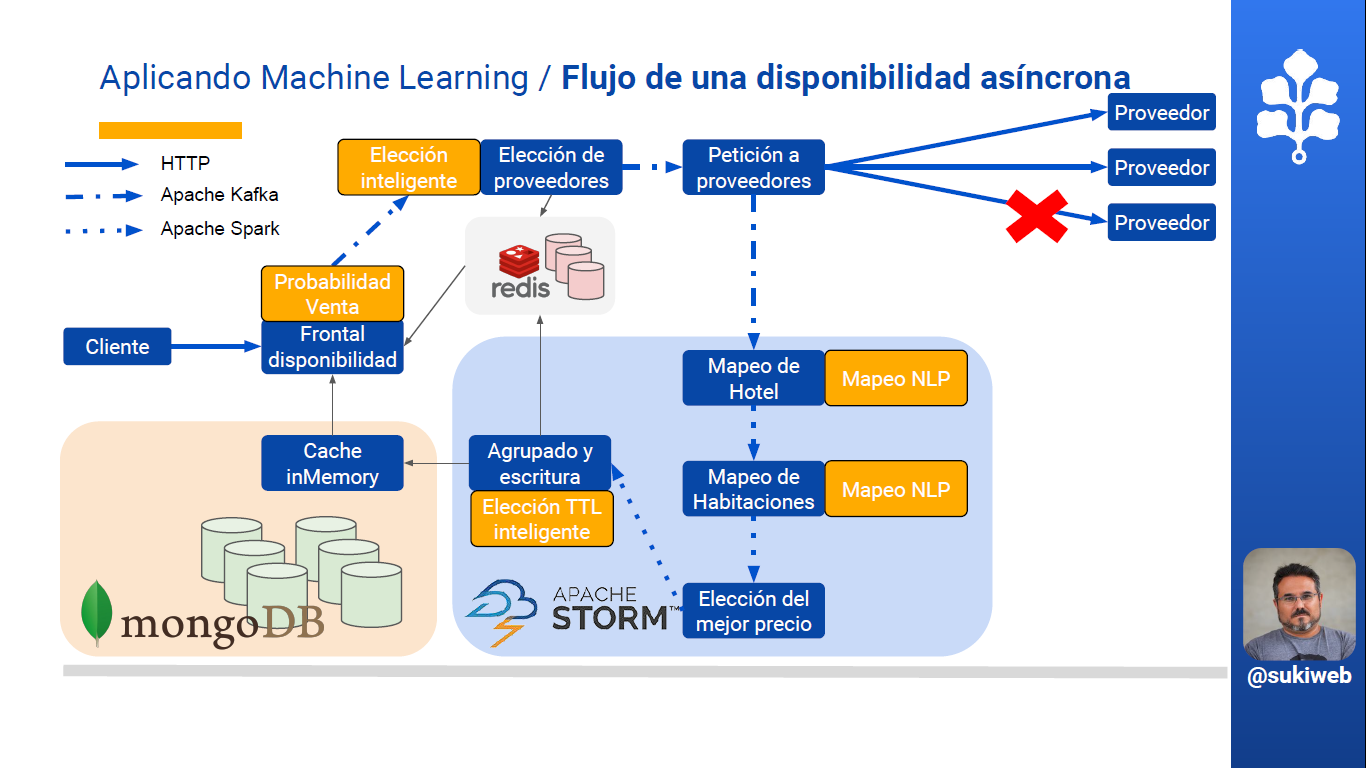 Aplicando Machine Learning / Flujo de una disponibilidad asíncrona
HTTP
Apache Kafka
Apache Spark
Elección
inteligente
Elección de
proveedores
Petición a
proveedores
Proveedor
Proveedor
Proveedor
redis
Probabilidad
Venta
Frontal
disponibilidad
Cliente
Mapeo de
Hotel
Mapeo NLP
Cache
inMemory
Agrupado y
escritura
Elección TTL
inteligente
Mapeo de
Habitaciones
Mapeo NLP
mongoDB
APACHE
STORM™
Elección del
mejor precio
@sukiweb